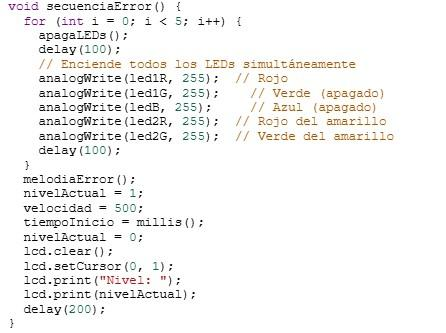 void secuenciaError() {
  for (int i = 0; i < 5; i++) {
    apagaLEDs();
    delay(100);
    // Enciende todos los LEDs simultáneamente
    analogWrite(led1R, 255);  // Rojo
    analogWrite(led1G, 255);    // Verde (apagado)
    analogWrite(ledB, 255);     // Azul (apagado)
    analogWrite(led2R, 255);  // Rojo del amarillo
    analogWrite(led2G, 255);  // Verde del amarillo
    delay(100);
  }
  melodiaError();
  nivelActual = 1;
  velocidad = 500;
  tiempoInicio = millis();
  nivelActual = 0;
  lcd.clear();
  lcd.setCursor(0, 1);
  lcd.print("Nivel: ");
  lcd.print(nivelActual);
  delay(200);
}